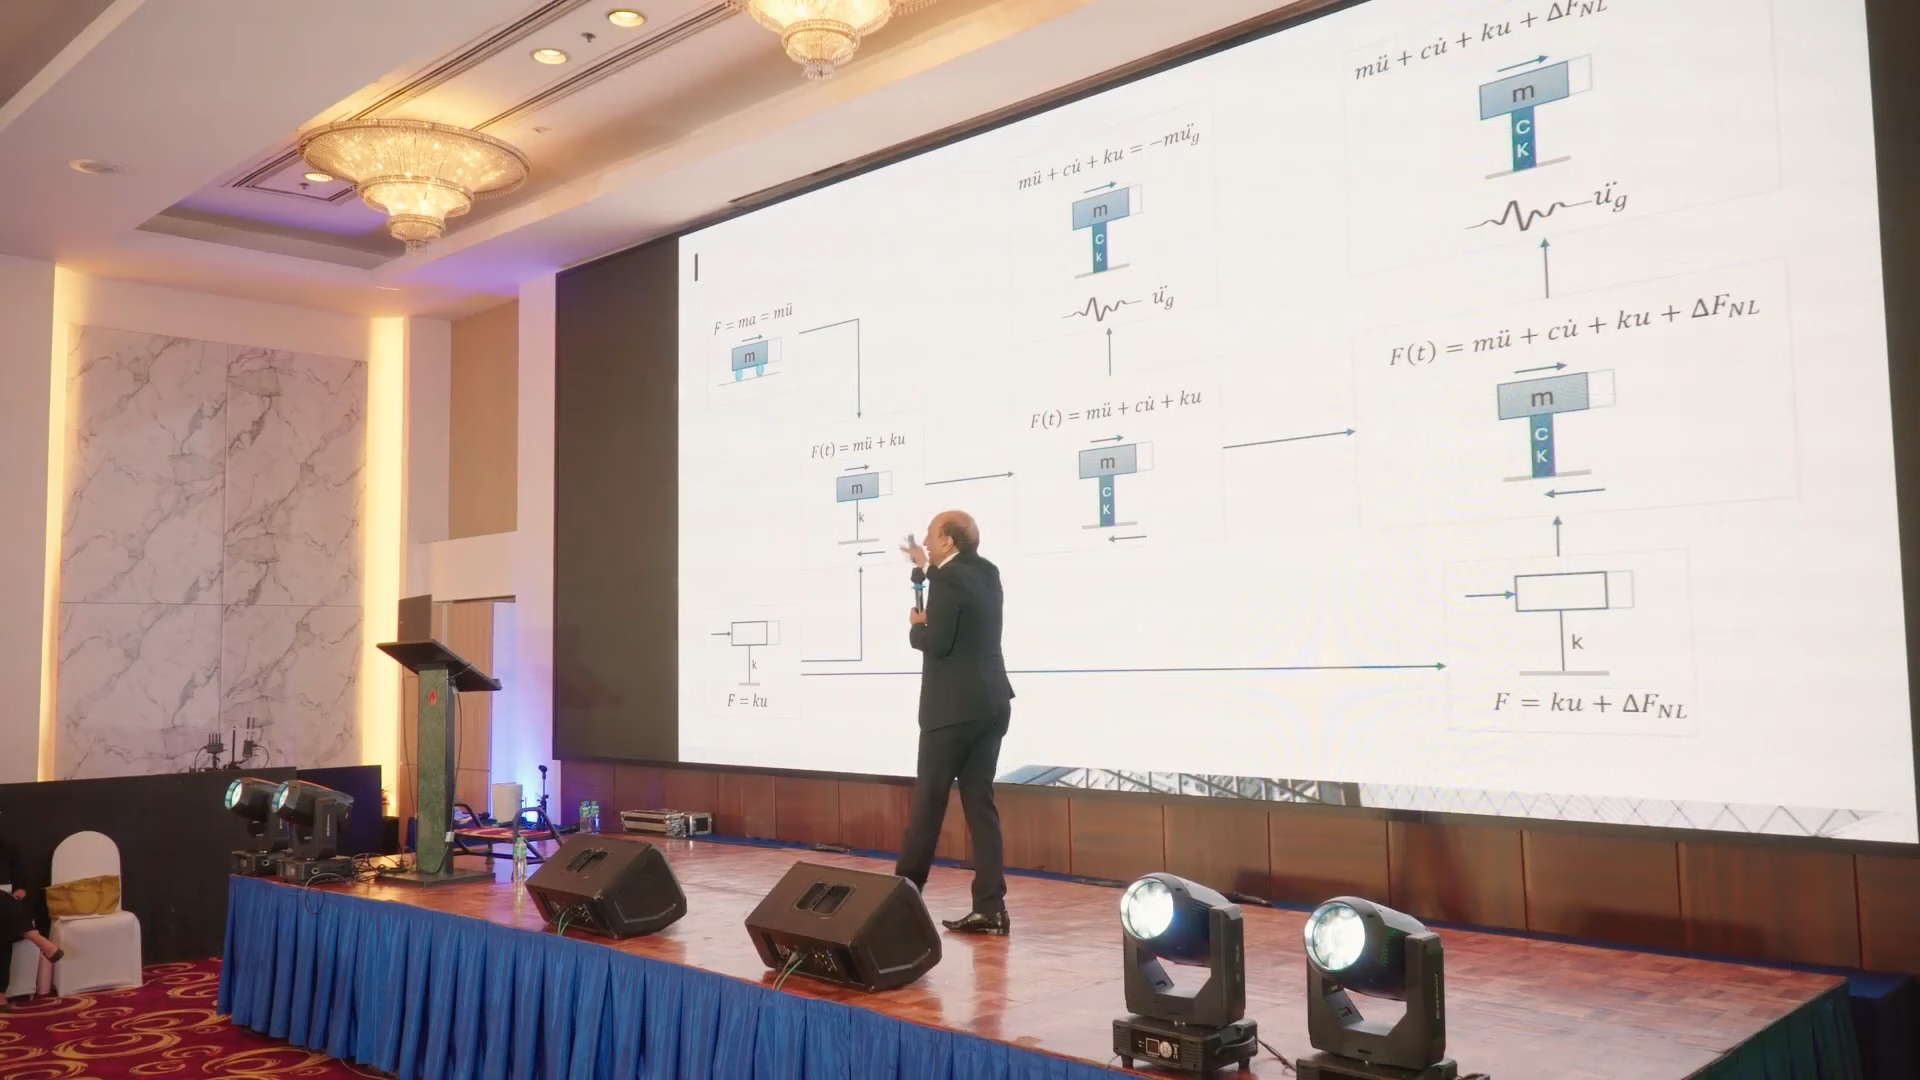 F = ma = mü
m
F(t) = mü + ku
m
k
k
F = ku
mü + cu̇ + ku = −mü_g
m
C
k
ü_g
F(t) = mü + cu̇ + ku
m
C
K
mü + cu̇ + ku + ΔF_NL
m
C
K
ü_g
F(t) = mü + cu̇ + ku + ΔF_NL
m
C
K
k
F = ku + ΔF_NL